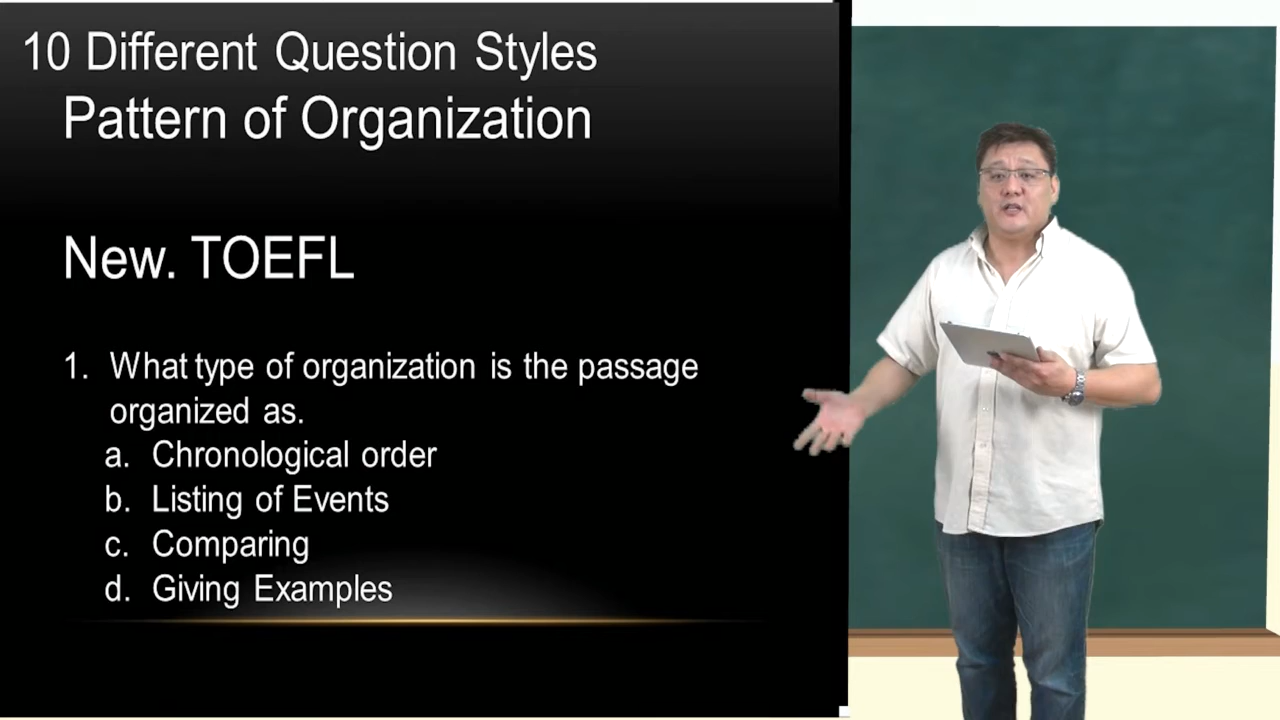 10 Different Question Styles
Pattern of Organization
New. TOEFL
1. What type of organization is the passage
organized as.
a. Chronological order
b. Listing of Events
c. Comparing
d. Giving Examples